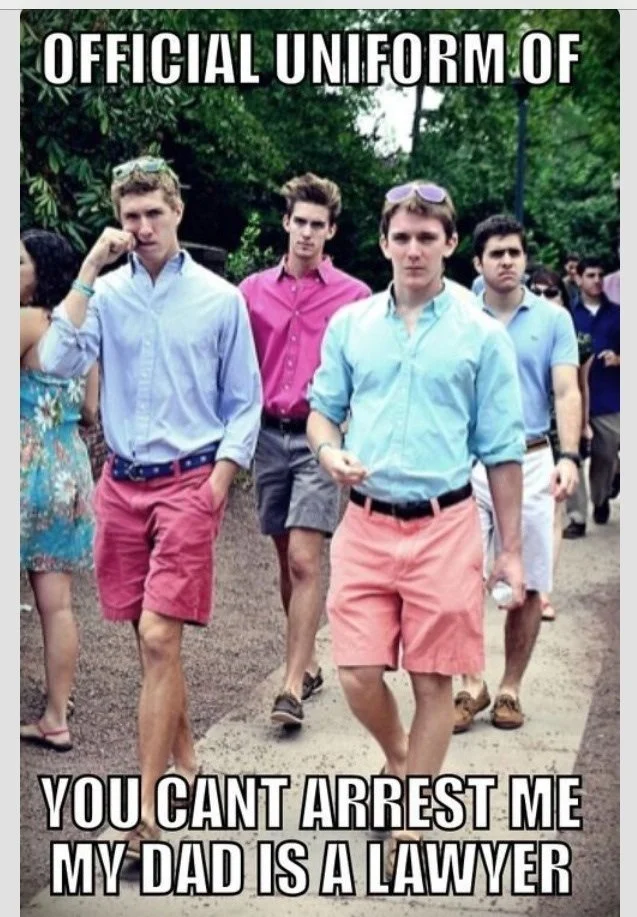 OFFICIAL UNIFORM OF
YOU CANT ARREST ME
MY DAD IS A LAWYER